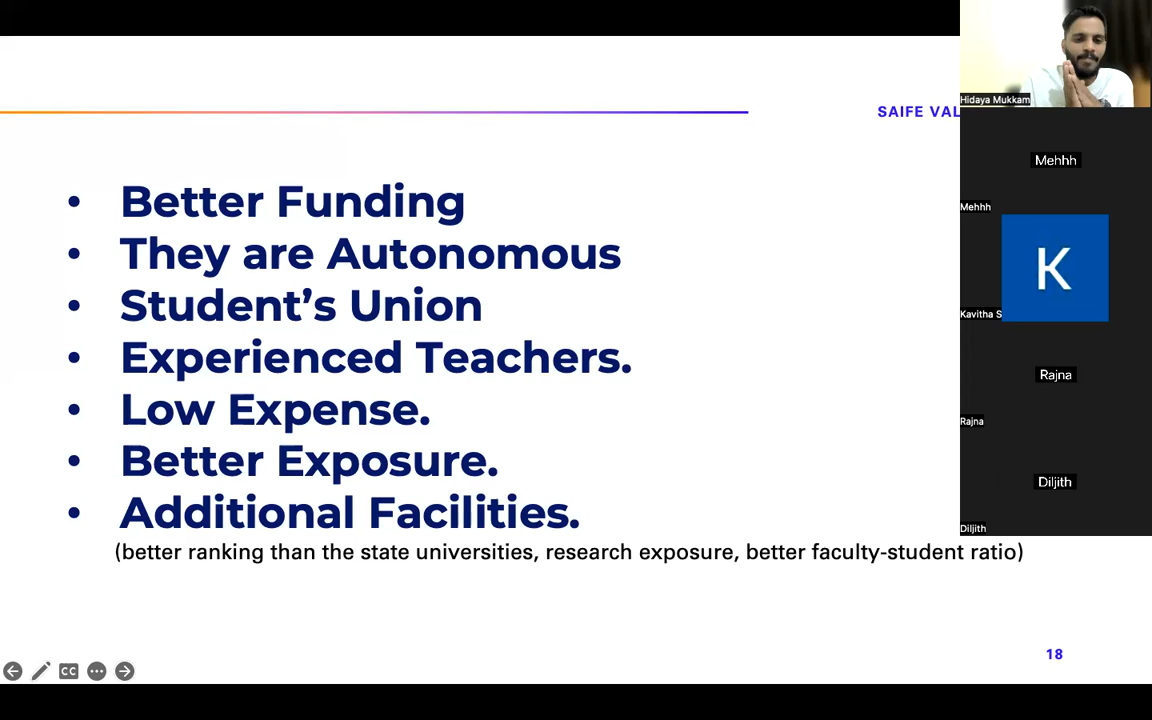 SAIFE VAL
• Better Funding
• They are Autonomous
• Student’s Union
• Experienced Teachers.
• Low Expense.
• Better Exposure.
• Additional Facilities.
(better ranking than the state universities, research exposure, better faculty-student ratio)
18
CC
Hidaya Mukkam
Mehhh
Mehhh
K
Kavitha S
Rajna
Rajna
Diljith
Diljith